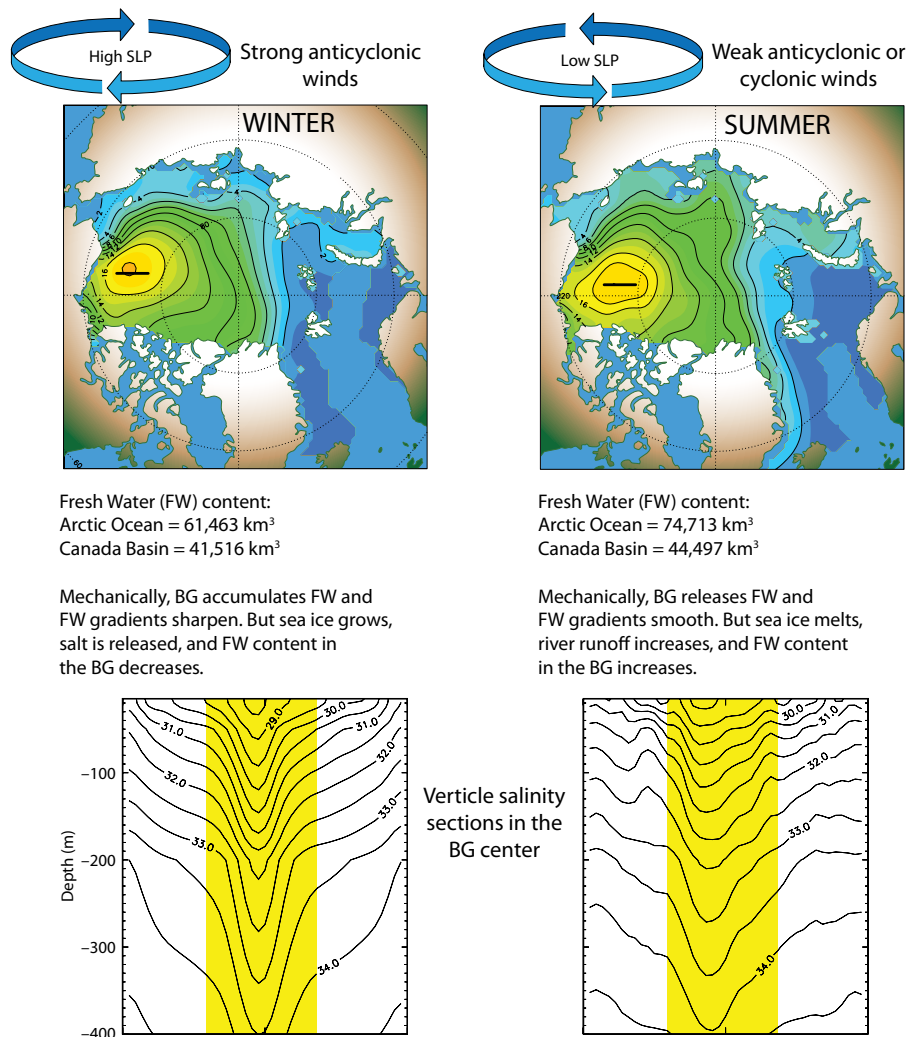 High SLP
Strong anticyclonic
winds
Low SLP
Weak anticyclonic or
cyclonic winds
WINTER
SUMMER
Fresh Water (FW) content:
Arctic Ocean = 61,463 km³
Canada Basin = 41,516 km³
Fresh Water (FW) content:
Arctic Ocean = 74,713 km³
Canada Basin = 44,497 km³
Mechanically, BG accumulates FW and
FW gradients sharpen. But sea ice grows,
salt is released, and FW content in
the BG decreases.
Mechanically, BG releases FW and
FW gradients smooth. But sea ice melts,
river runoff increases, and FW content
in the BG increases.
Depth (m)
−100
−200
−300
−400
29.0
30.0
31.0
31.0
32.0
32.0
33.0
33.0
34.0
Verticle salinity
sections in the
BG center
30.0
31.0
32.0
33.0
34.0